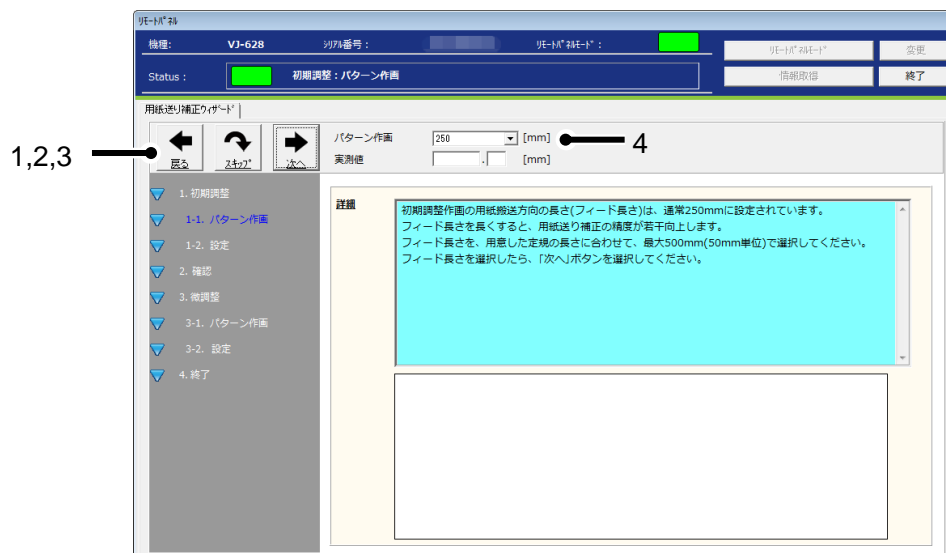 リモートパネル
機種: VJ-628 シリアル番号: リモートパネルモード:
リモートパネルモード 変更
Status : 初期調整:パターン作画
情報取得 終了
用紙送り補正ウィザード
戻る スキップ 次へ
パターン作画 250 [mm]
実測値 . [mm]
1,2,3
4
1. 初期調整
1-1. パターン作画
1-2. 設定
2. 確認
3. 微調整
3-1. パターン作画
3-2. 設定
4. 終了
詳細
初期調整作画の用紙搬送方向の長さ(フィード長さ)は、通常250mmに設定されています。
フィード長さを長くすると、用紙送り補正の精度が若干向上します。
フィード長さを、用意した定規の長さに合わせて、最大500mm(50mm単位)で選択してください。
フィード長さを選択したら、「次へ」ボタンを選択してください。